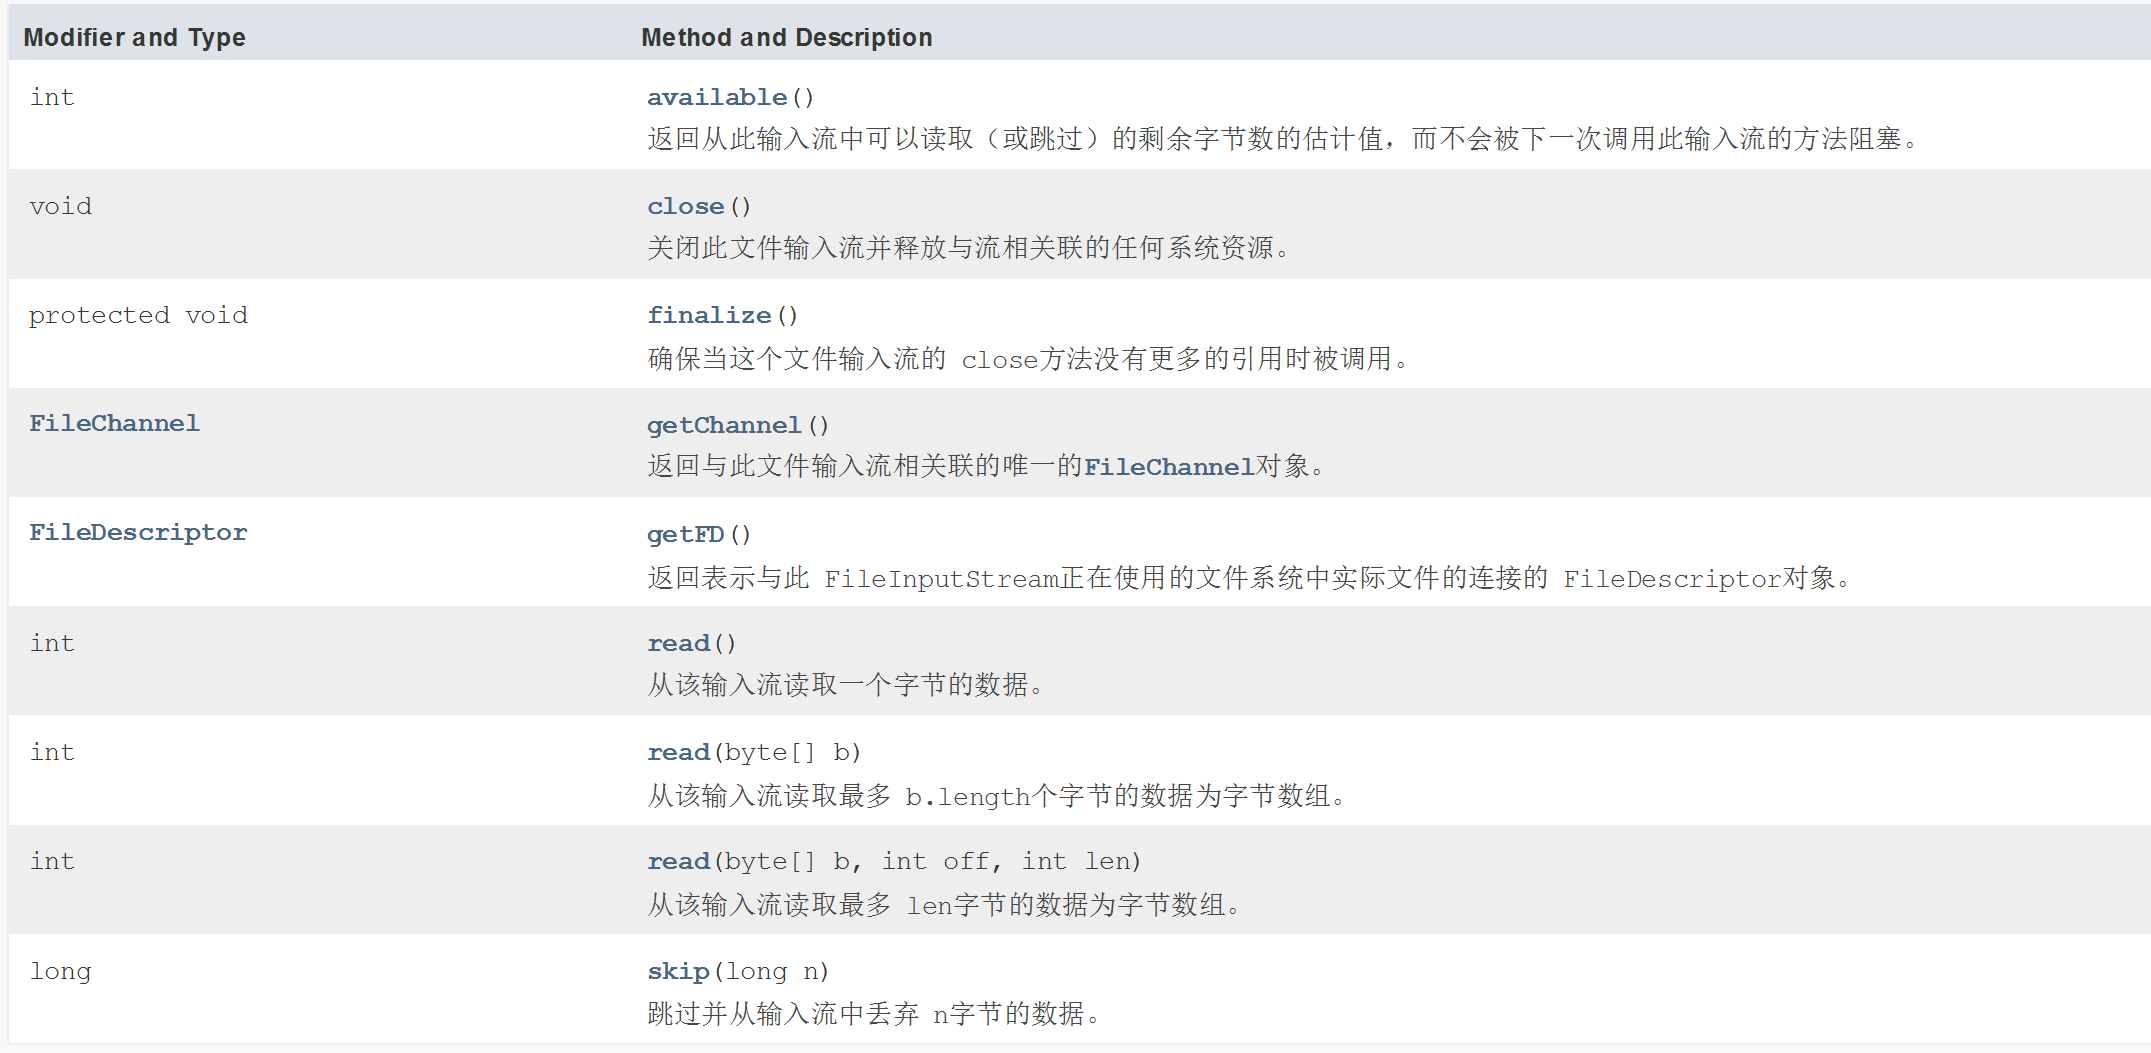 Modifier and Type Method and Description
int available()
返回从此输入流中可以读取（或跳过）的剩余字节数的估计值，而不会被下一次调用此输入流的方法阻塞。
void close()
关闭此文件输入流并释放与流相关联的任何系统资源。
protected void finalize()
确保当这个文件输入流的 close方法没有更多的引用时被调用。
FileChannel getChannel()
返回与此文件输入流相关联的唯一的FileChannel对象。
FileDescriptor getFD()
返回表示与此 FileInputStream正在使用的文件系统中实际文件的连接的 FileDescriptor对象。
int read()
从该输入流读取一个字节的数据。
int read(byte[] b)
从该输入流读取最多 b.length个字节的数据为字节数组。
int read(byte[] b, int off, int len)
从该输入流读取最多 len字节的数据为字节数组。
long skip(long n)
跳过并从输入流中丢弃 n字节的数据。